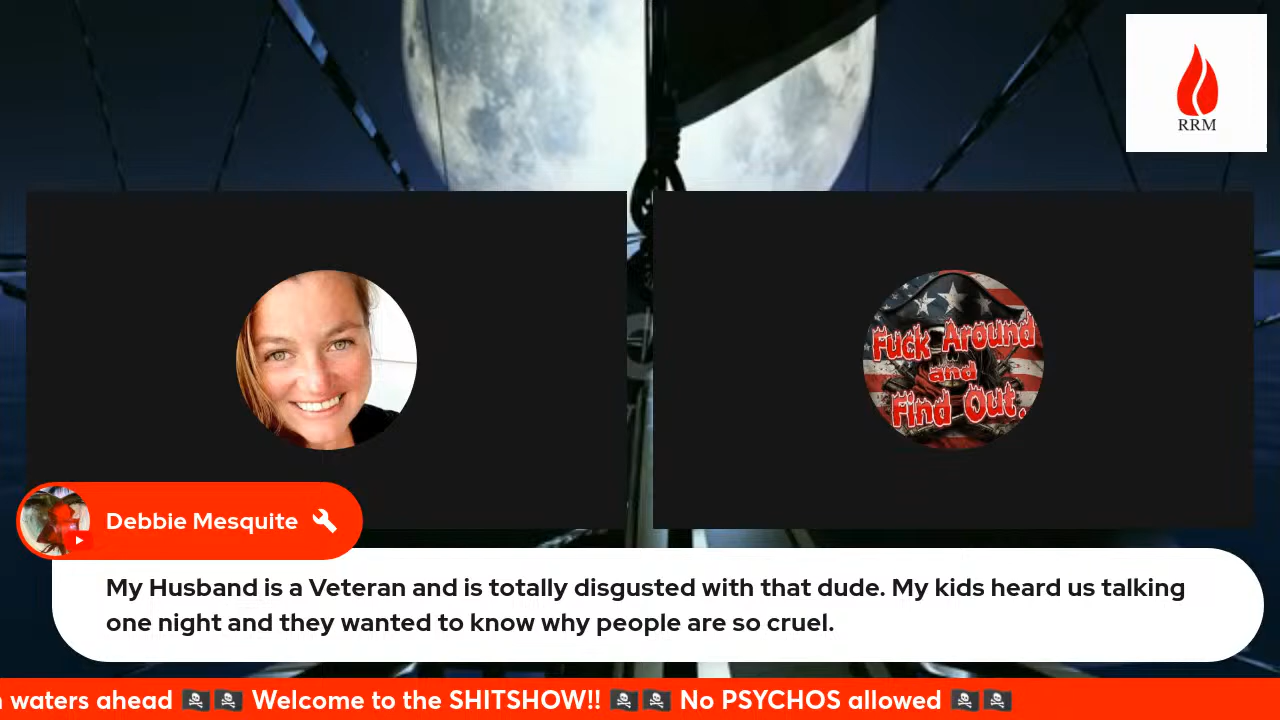 RRM
Fuck Around
and
Find Out.
Debbie Mesquite
My Husband is a Veteran and is totally disgusted with that dude. My kids heard us talking
one night and they wanted to know why people are so cruel.
waters ahead 🏴‍☠️🏴‍☠️ Welcome to the SHITSHOW!! 🏴‍☠️🏴‍☠️ No PSYCHOS allowed 🏴‍☠️🏴‍☠️